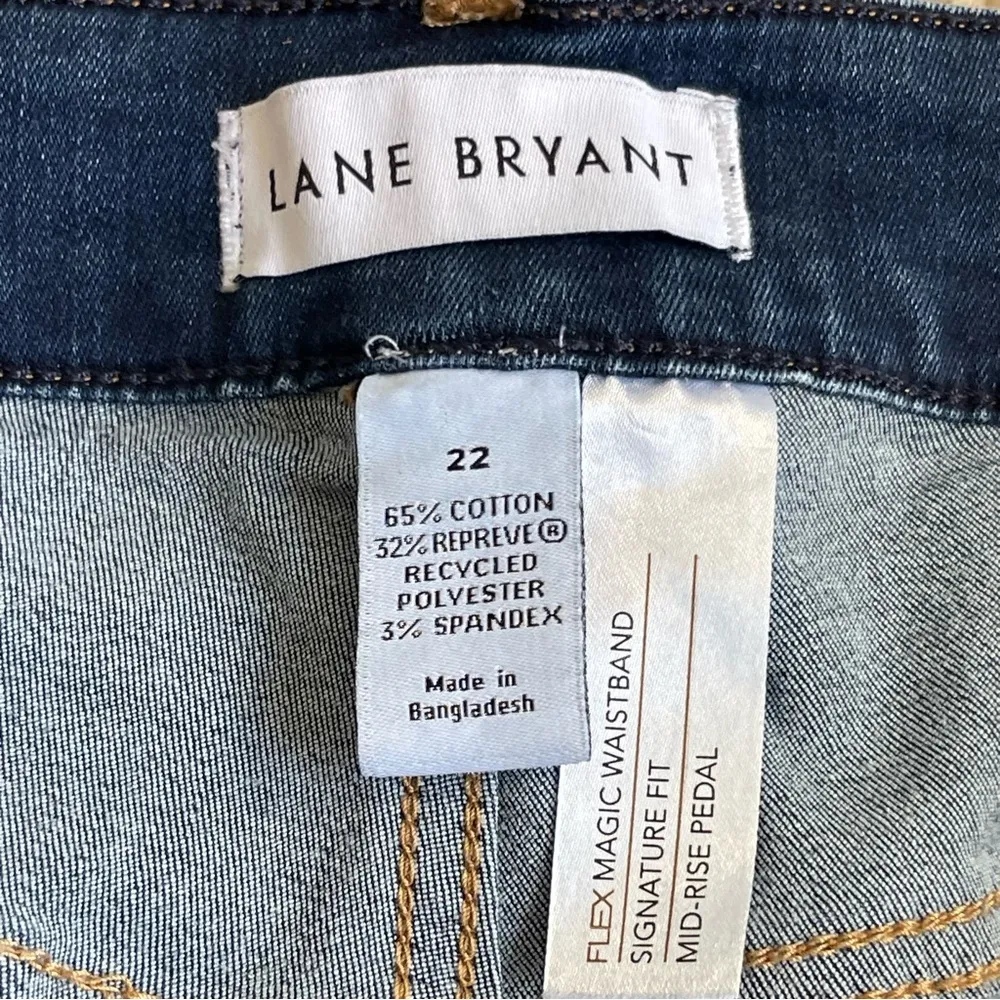 LANE BRYANT
22
65% COTTON
32% REPREVE®
RECYCLED
POLYESTER
3% SPANDEX
Made in
Bangladesh
FLEX MAGIC WAISTBAND
SIGNATURE FIT
MID-RISE PEDAL